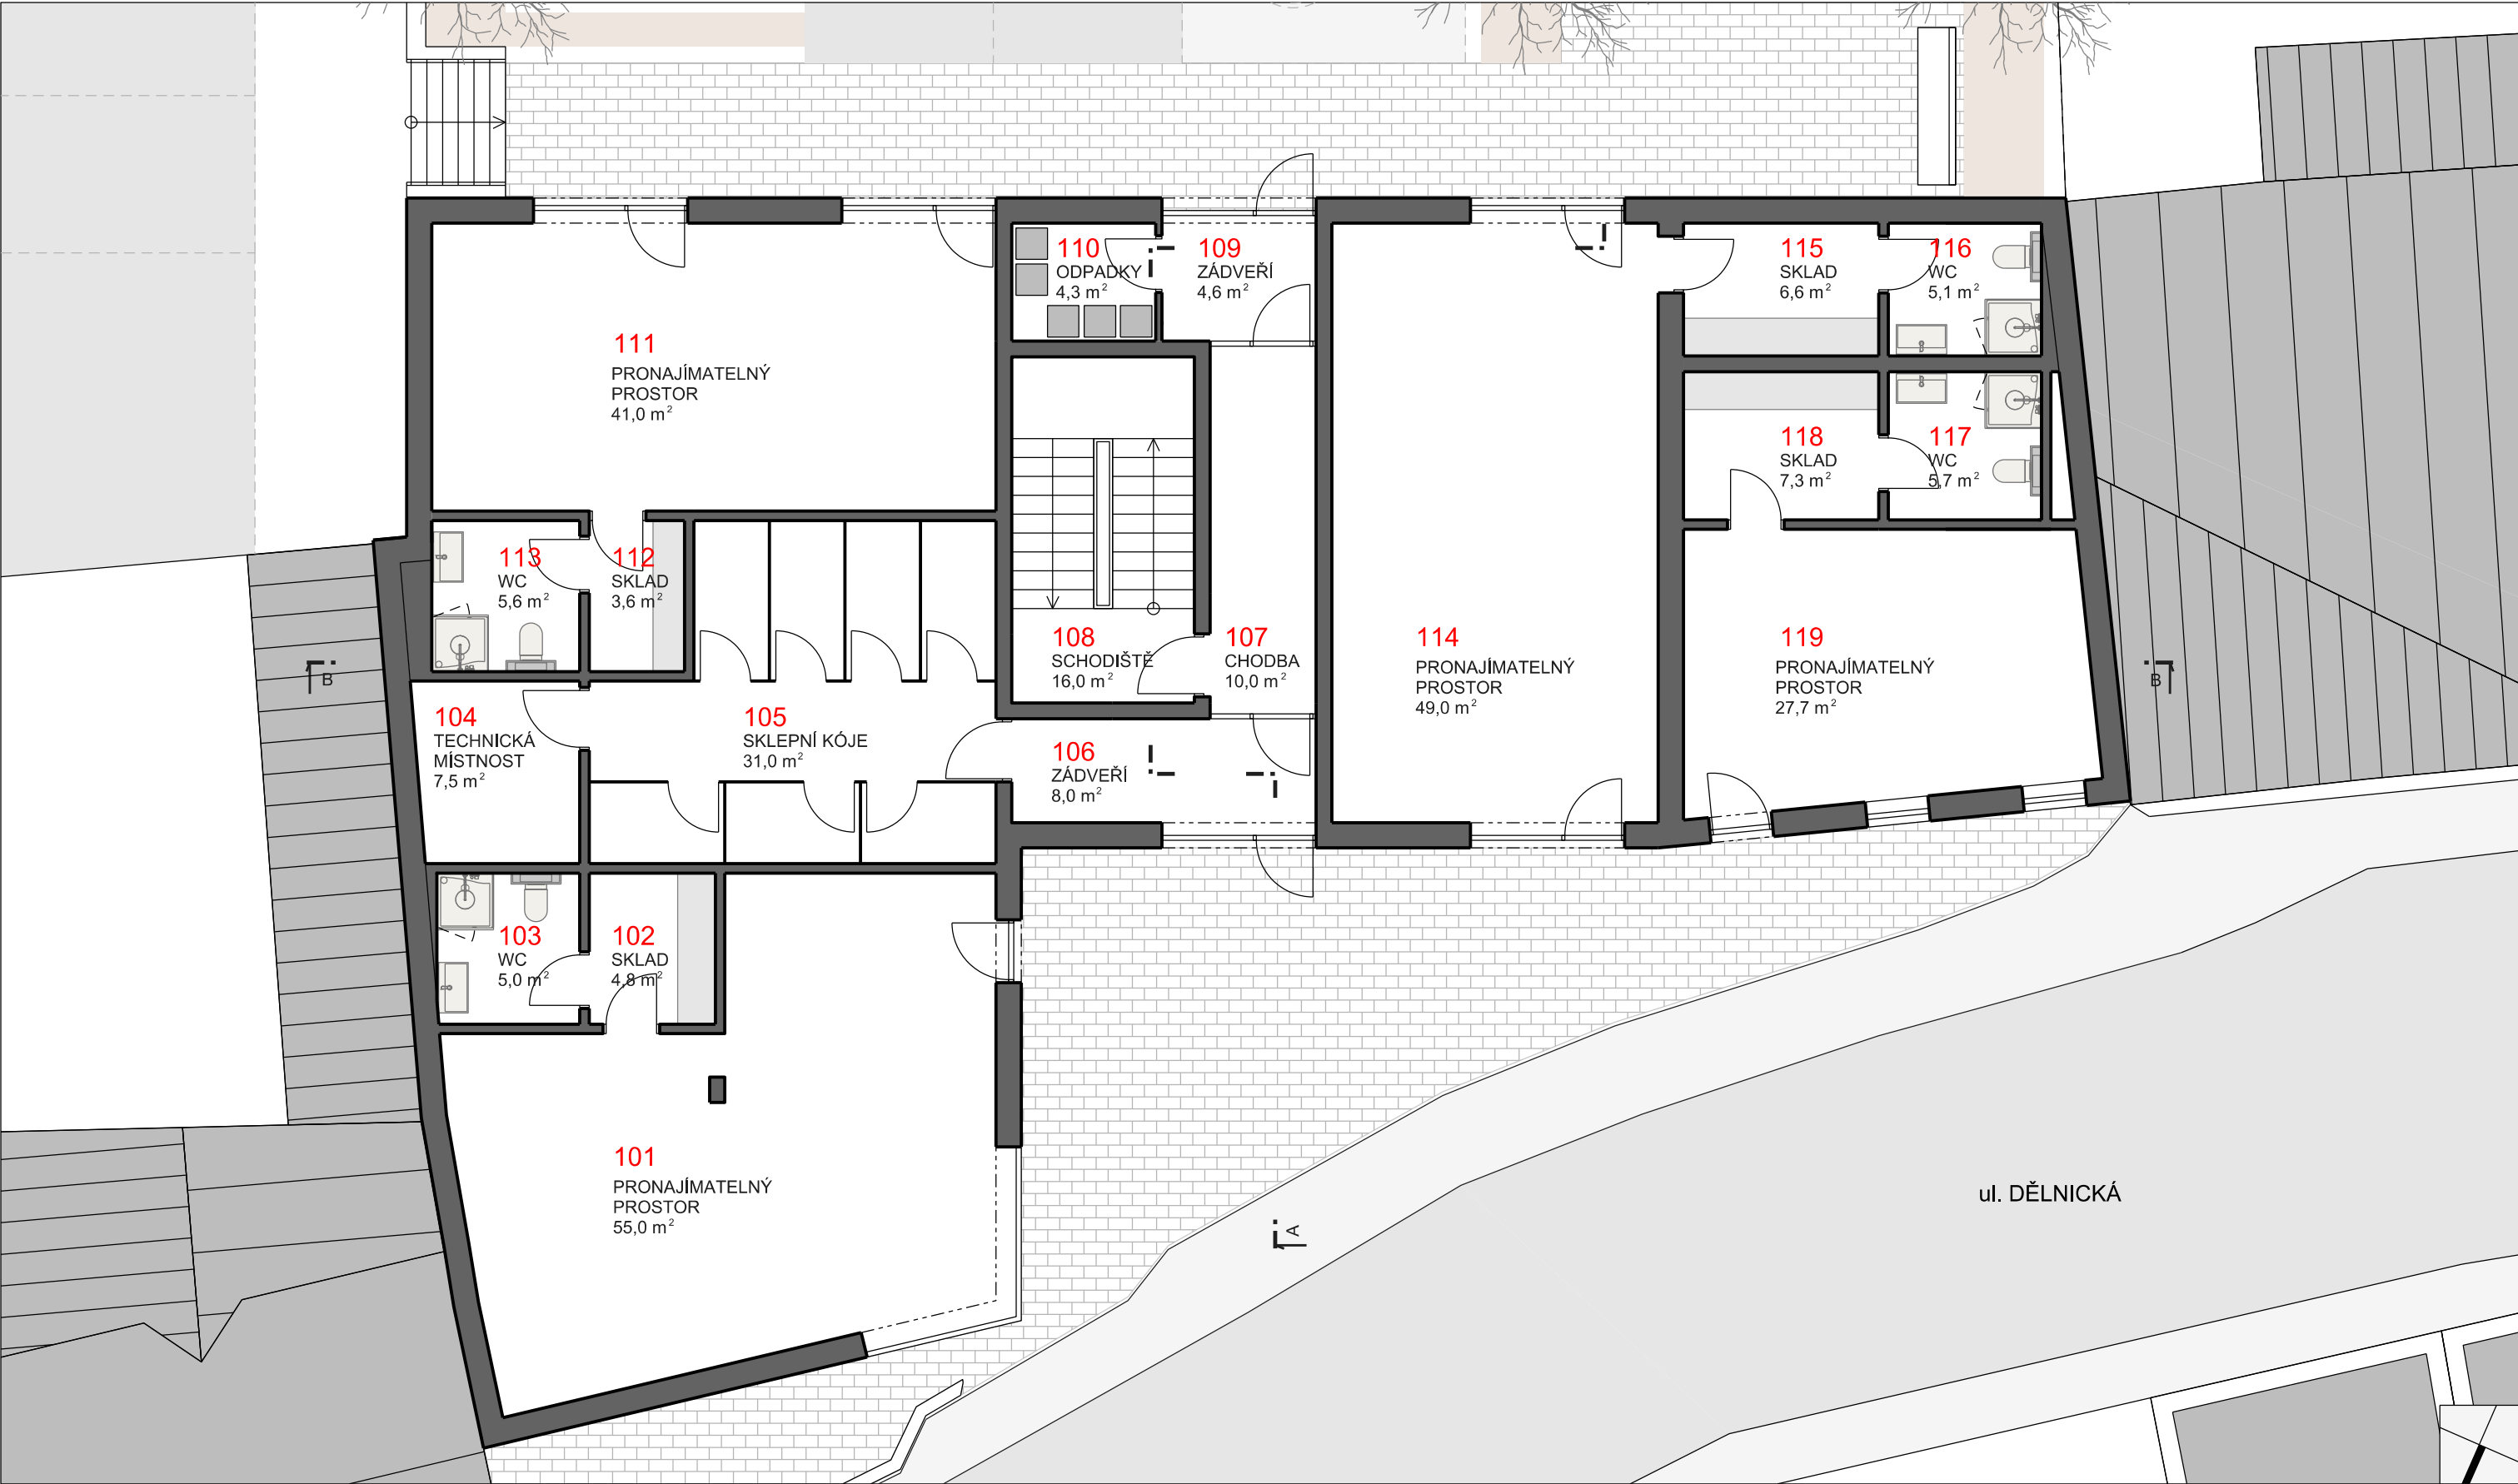 110
ODPADKY
4,3 m²
109
ZÁDVEŘÍ
4,6 m²
115
SKLAD
6,6 m²
116
WC
5,1 m²
111
PRONAJÍMATELNÝ
PROSTOR
41,0 m²
118
SKLAD
7,3 m²
117
WC
5,7 m²
113
WC
5,6 m²
112
SKLAD
3,6 m²
108
SCHODIŠTĚ
16,0 m²
107
CHODBA
10,0 m²
114
PRONAJÍMATELNÝ
PROSTOR
49,0 m²
119
PRONAJÍMATELNÝ
PROSTOR
27,7 m²
B
B
104
TECHNICKÁ
MÍSTNOST
7,5 m²
105
SKLEPNÍ KÓJE
31,0 m²
106
ZÁDVEŘÍ
8,0 m²
103
WC
5,0 m²
102
SKLAD
4,8 m²
101
PRONAJÍMATELNÝ
PROSTOR
55,0 m²
ul. DĚLNICKÁ
A